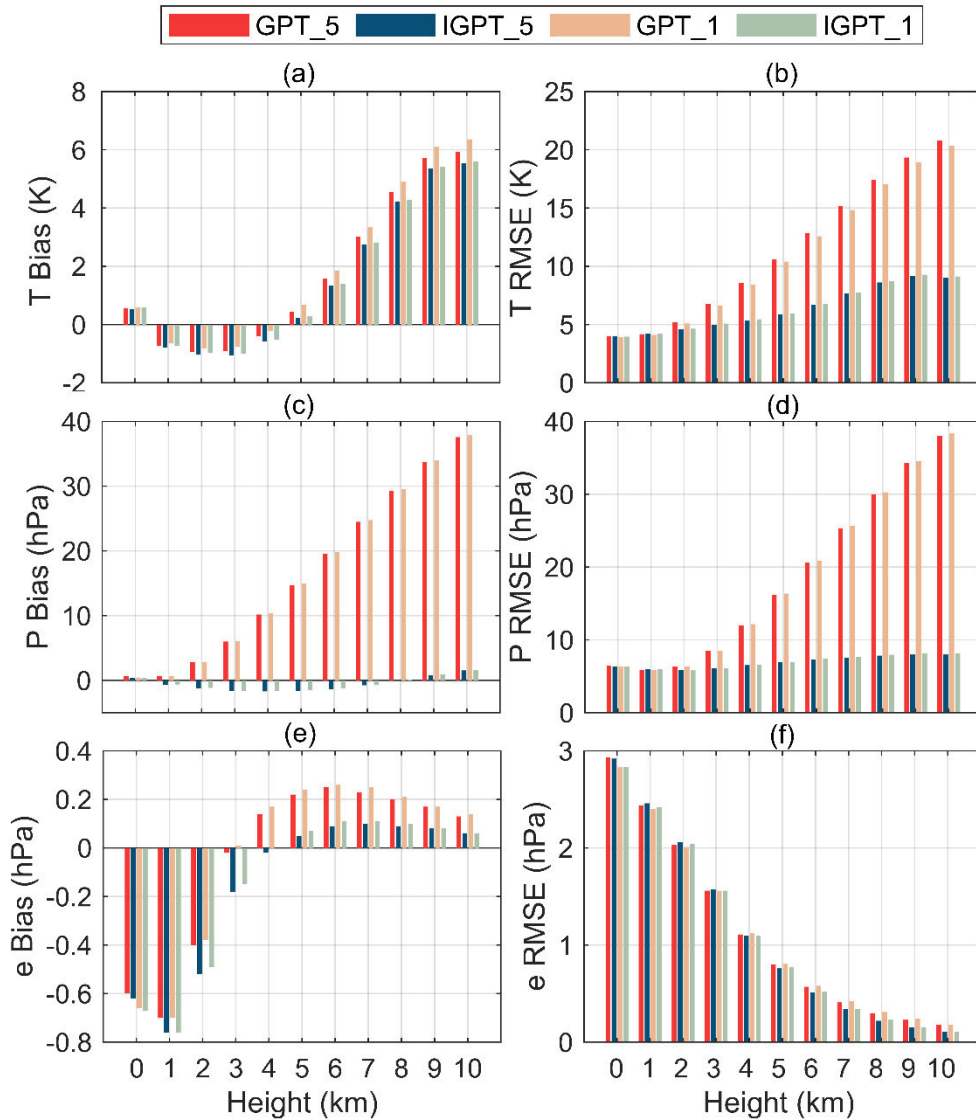 GPT_5 IGPT_5 GPT_1 IGPT_1
(a)
8
6
4
2
0
-2
T Bias (K)
(b)
25
20
15
10
5
0
T RMSE (K)
(c)
40
30
20
10
0
P Bias (hPa)
(d)
40
30
20
10
0
P RMSE (hPa)
(e)
0.4
0.2
0
-0.2
-0.4
-0.6
-0.8
e Bias (hPa)
0 1 2 3 4 5 6 7 8 9 10
Height (km)
(f)
3
2
1
0
e RMSE (hPa)
0 1 2 3 4 5 6 7 8 9 10
Height (km)